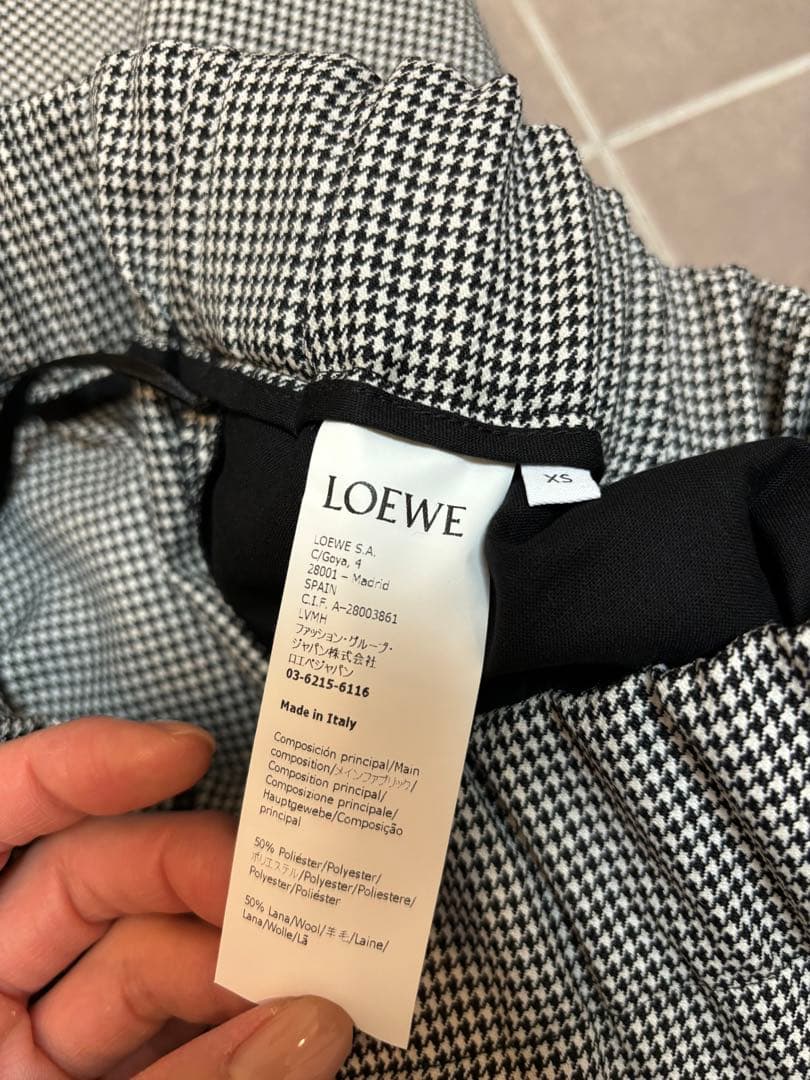 LOEWE
XS
LOEWE S.A.
C/Goya, 4
28001 – Madrid
SPAIN
C.I.F. A-28003861
LVMH
ファッション・グループ・
ジャパン株式会社
ロエベジャパン
03-6215-6116
Made in Italy
Composición principal/Main
composition/メインファブリック/
Composition principal/
Composizione principale/
Hauptgewebe/Composição
principal
50% Poliéster/Polyester/
ポリエステル/Polyester/Poliestere/
Polyester/Poliéster
50% Lana/Wool/羊毛/Laine/
Lana/Wolle/Lã